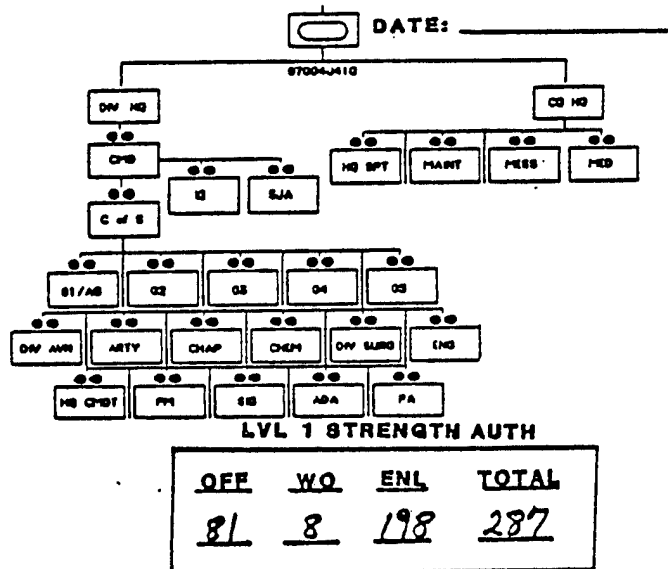 DATE:
87004J410
DIV HQ
CO HQ
CMD
HQ SPT
MAINT
MESS
MED
IG
SJA
C of S
G1/AG
G2
G3
G4
G5
DIV AVN
ARTY
CHAP
CHEM
DIV SURG
ENG
HQ CMDT
PM
SIG
ADA
PA
LVL 1 STRENGTH AUTH
OFF WO ENL TOTAL
81 8 198 287